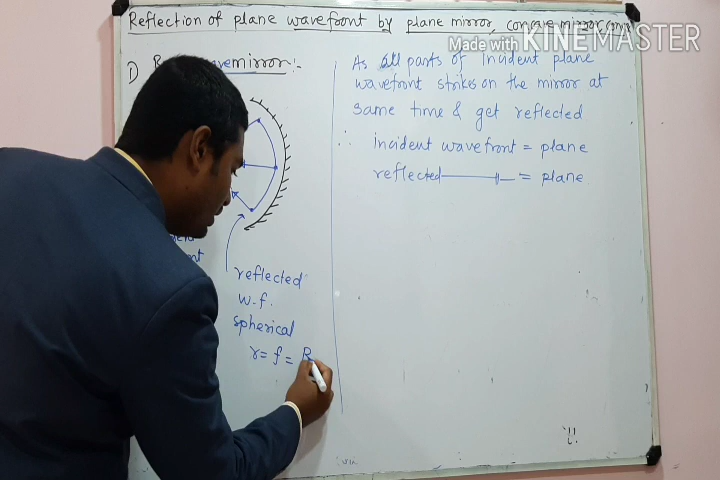 Reflection of plane wavefront by plane mirror, concave mirror
Made with KINEMASTER
1) mirror :-
reflected
w.f.
spherical
r = f = R
As all parts of incident plane
wavefront strikes on the mirror at
same time & get reflected
∴ incident wavefront = plane
reflected —〃— = plane